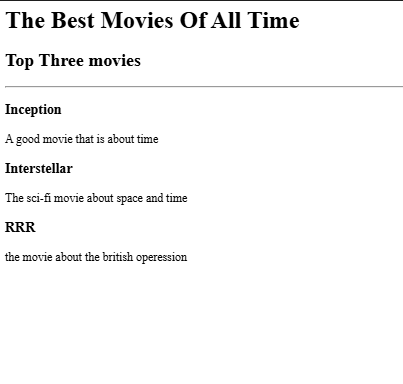 The Best Movies Of All Time
Top Three movies
Inception
A good movie that is about time
Interstellar
The sci-fi movie about space and time
RRR
the movie about the british operession